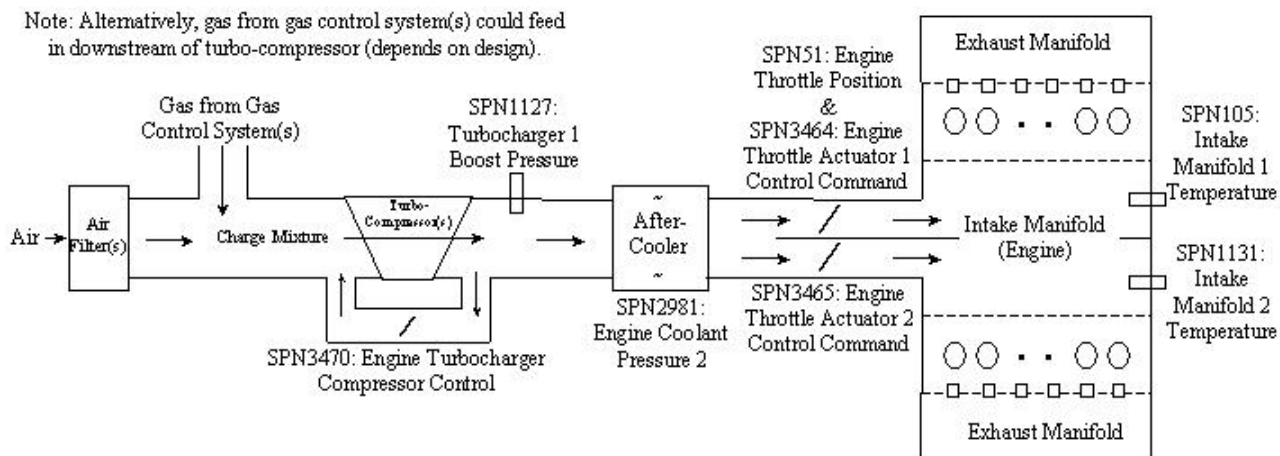 Note: Alternatively, gas from gas control system(s) could feed
in downstream of turbo-compressor (depends on design).
Gas from Gas
Control System(s)
SPN1127:
Turbocharger 1
Boost Pressure
SPN51: Engine
Throttle Position
&
SPN3464: Engine
Throttle Actuator 1
Control Command
Exhaust Manifold
SPN105:
Intake
Manifold 1
Temperature
Air
Air
Filter(s)
Charge Mixture
Turbo-
Compressor(s)
After-
Cooler
Intake Manifold
(Engine)
SPN1131:
Intake
Manifold 2
Temperature
SPN3470: Engine Turbocharger
Compressor Control
SPN2981:
Engine Coolant
Pressure 2
SPN3465: Engine
Throttle Actuator 2
Control Command
Exhaust Manifold